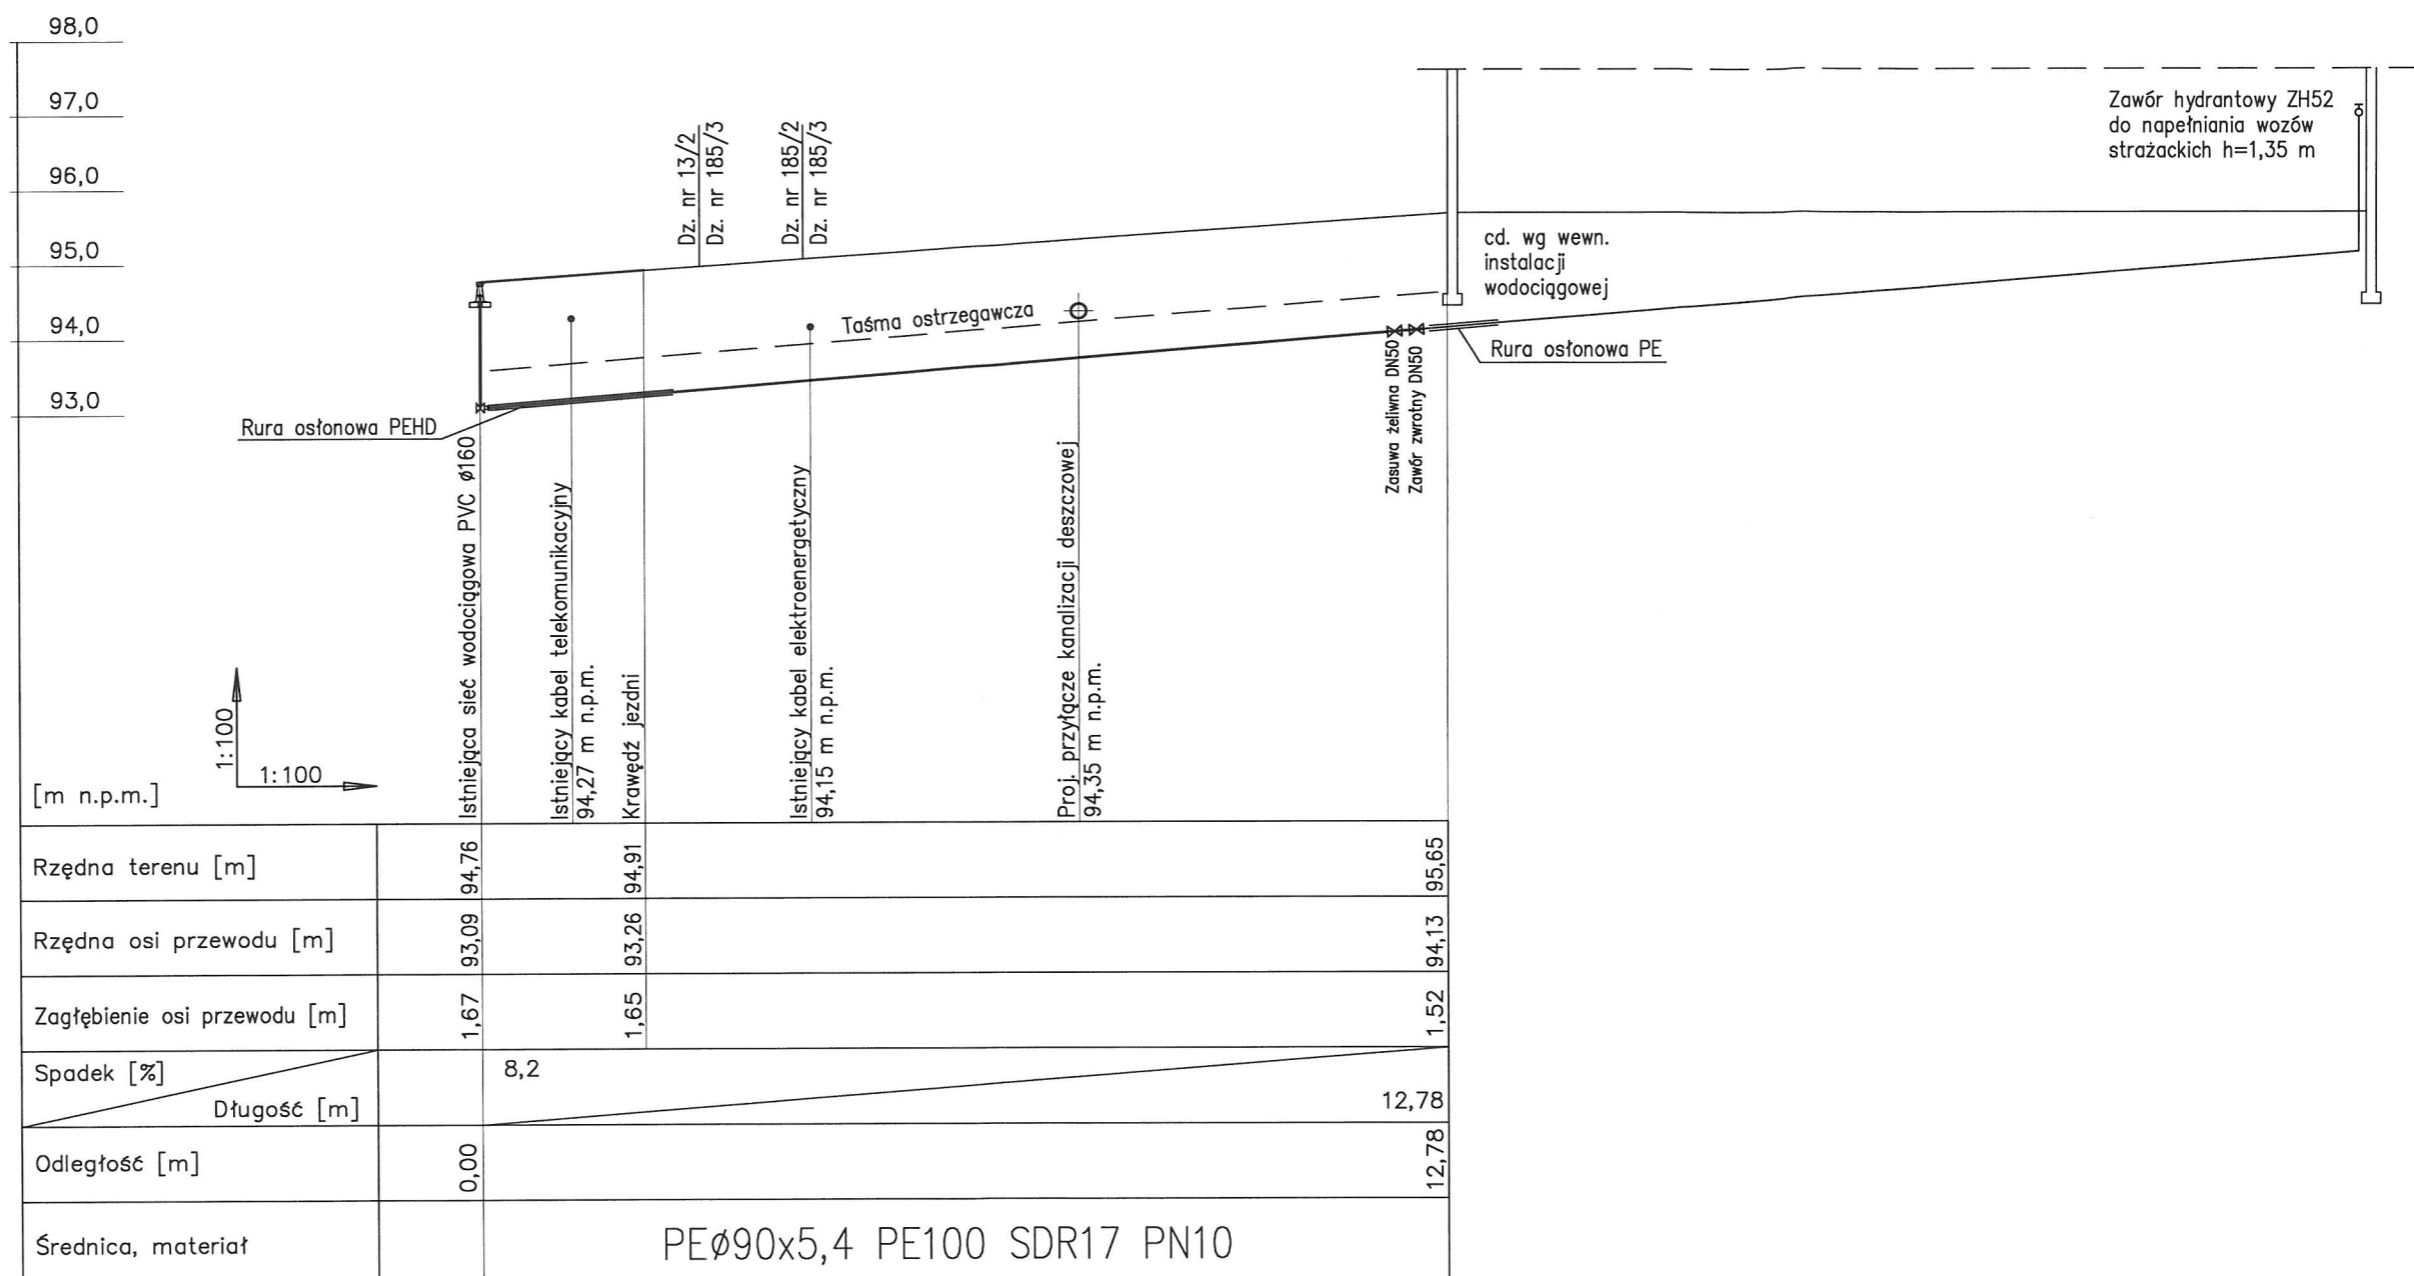 98,0
97,0
96,0
95,0
94,0
93,0
Dz. nr 13/2
Dz. nr 185/3
Dz. nr 185/2
Dz. nr 185/3
Zawór hydrantowy ZH52
do napełniania wozów
strażackich h=1,35 m
cd. wg wewn.
instalacji
wodociągowej
Taśma ostrzegawcza
Rura osłonowa PE
Rura osłonowa PEHD
Zasuwa żeliwna DN50
Zawór zwrotny DN50
Istniejąca sieć wodociągowa PVC ø160
Istniejący kabel telekomunikacyjny
94,27 m n.p.m.
Krawędź jezdni
Istniejący kabel elektroenergetyczny
94,15 m n.p.m.
Proj. przyłącze kanalizacji deszczowej
94,35 m n.p.m.
1:100
1:100
[m n.p.m.]
Rzędna terenu [m]
94,76
94,91
95,65
Rzędna osi przewodu [m]
93,09
93,26
94,13
Zagłębienie osi przewodu [m]
1,67
1,65
1,52
Spadek [%]
Długość [m]
8,2
12,78
Odległość [m]
0,00
12,78
Średnica, materiał
PEø90x5,4 PE100 SDR17 PN10